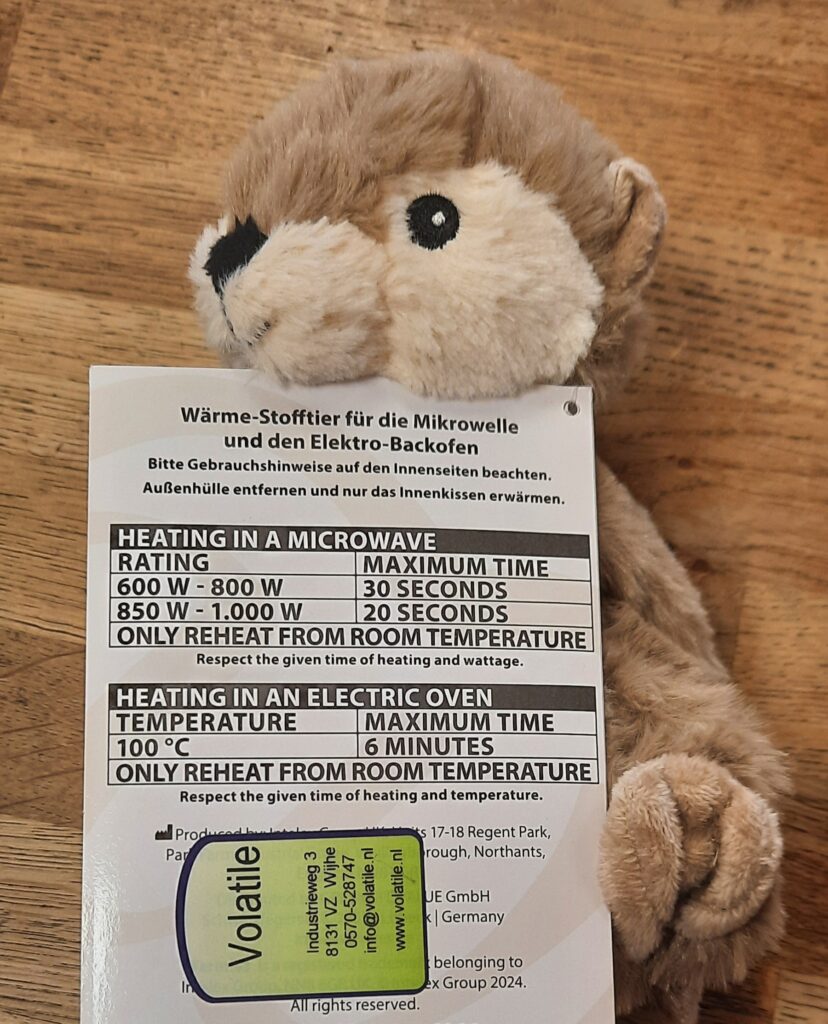 Wärme-Stofftier für die Mikrowelle
und den Elektro-Backofen
Bitte Gebrauchshinweise auf den Innenseiten beachten.
Außenhülle entfernen und nur das Innenkissen erwärmen.
HEATING IN A MICROWAVE
RATING MAXIMUM TIME
600 W - 800 W 30 SECONDS
850 W - 1.000 W 20 SECONDS
ONLY REHEAT FROM ROOM TEMPERATURE
Respect the given time of heating and wattage.
HEATING IN AN ELECTRIC OVEN
TEMPERATURE MAXIMUM TIME
100 °C 6 MINUTES
ONLY REHEAT FROM ROOM TEMPERATURE
Respect the given time of heating and temperature.
Produced by 17-18 Regent Park,
Northants,
GmbH
| Germany
belonging to
Group 2024.
All rights reserved.
Volatile
Industrieweg 3
8131 VZ Wijhe
0570-528747
info@volatile.nl
www.volatile.nl